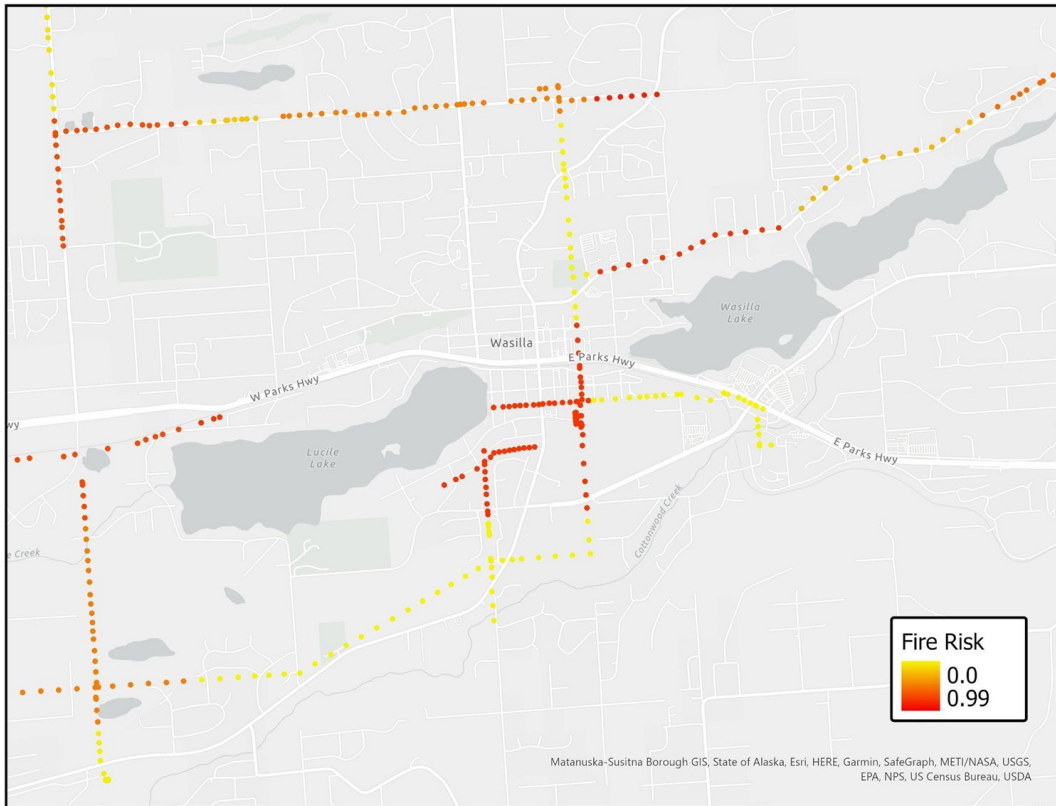 Wasilla
Lake
Wasilla
E Parks Hwy
W Parks Hwy
wy
Lucile
Lake
E Parks Hwy
Cottonwood Creek
e Creek
Fire Risk
0.0
0.99
Matanuska-Susitna Borough GIS, State of Alaska, Esri, HERE, Garmin, SafeGraph, METI/NASA, USGS,
EPA, NPS, US Census Bureau, USDA